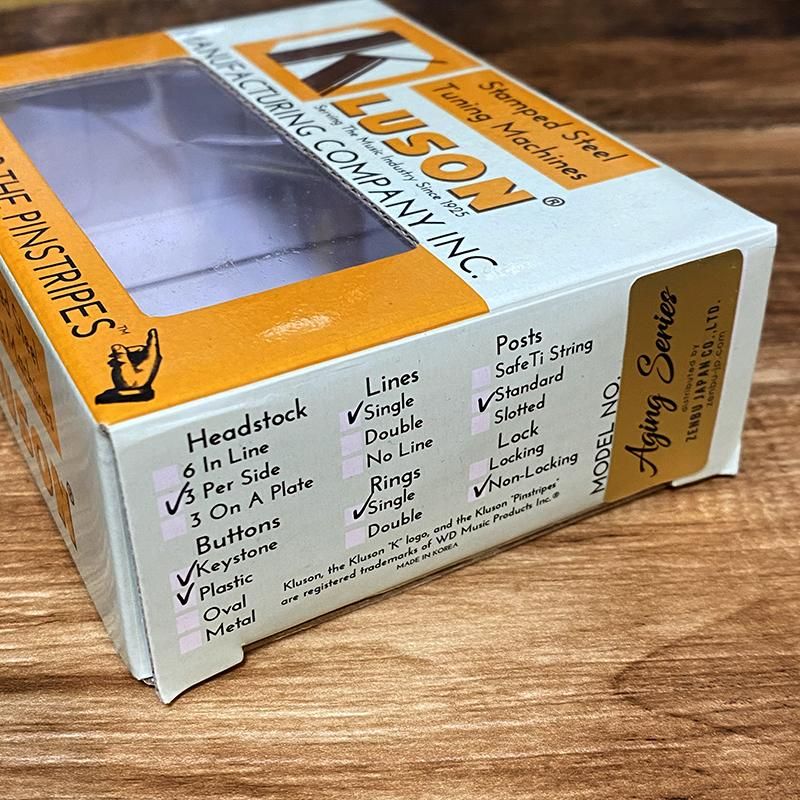 KLUSON®
Serving The Music Industry Since 1925
MANUFACTURING COMPANY INC.
Stamped Steel
Tuning Machines
THE PINSTRIPES™
Headstock
6 In Line
✓3 Per Side
3 On A Plate
Buttons
✓Keystone
✓Plastic
Oval
Metal
Lines
✓Single
Double
No Line
Rings
✓Single
Double
Posts
SafeTi String
✓Standard
Slotted
Lock
Locking
✓Non-Locking
Kluson, the Kluson "K" logo, and the Kluson "Pinstripes"
are registered trademarks of WD Music Products Inc.®
MADE IN KOREA
MODEL NO.
Aging Series
distributed by
ZENBU JAPAN CO.,LTD.
zenbu-jp.com